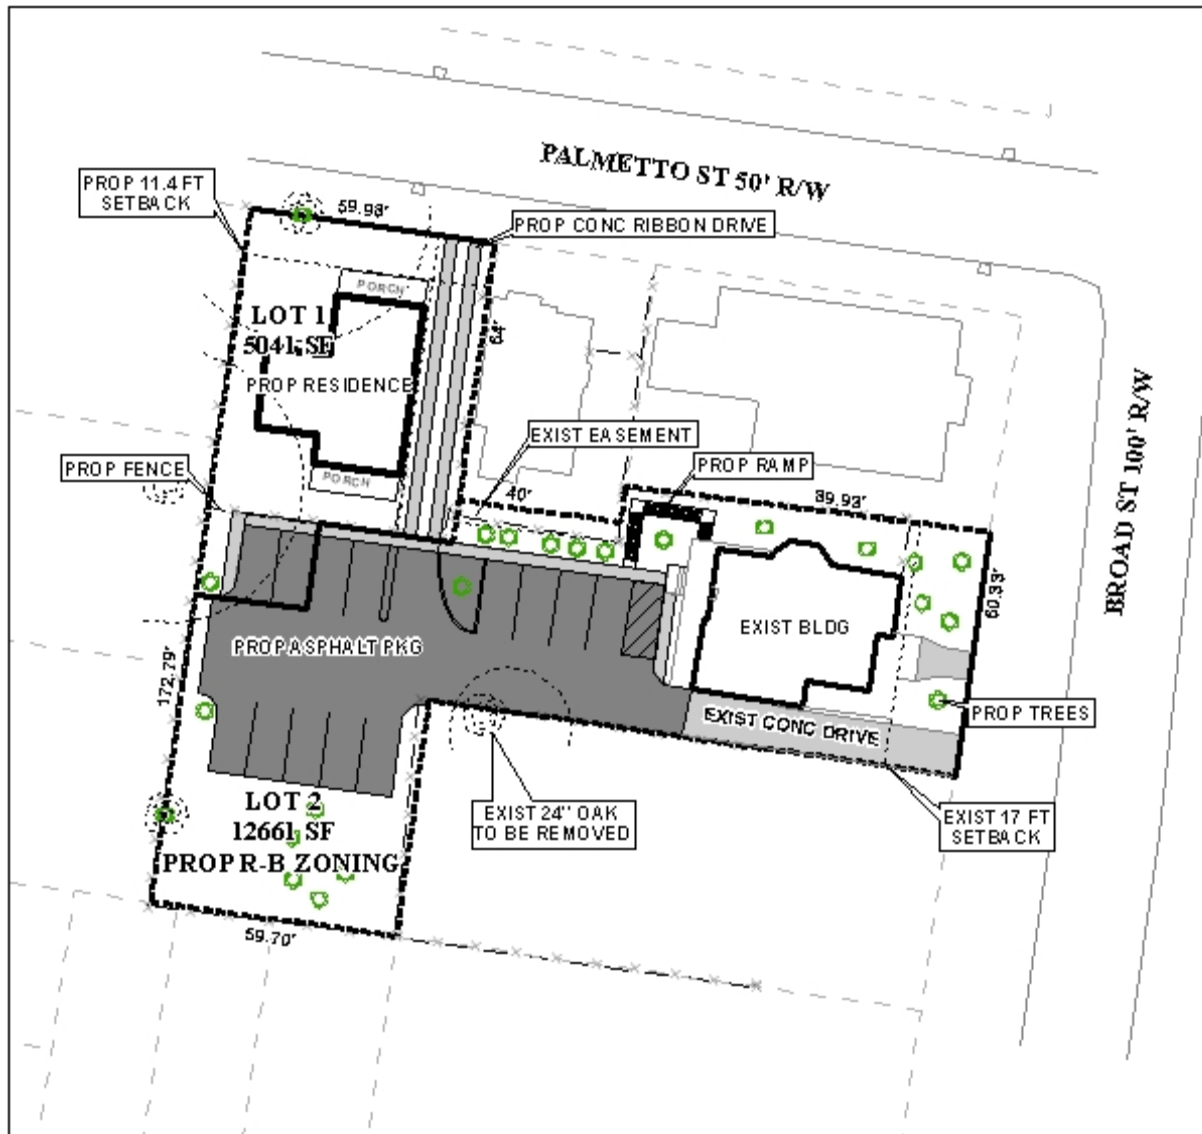 PALMETTO ST 50' R/W
PROP 11.4 FT
SETBACK
59.98'
PROP CONC RIBBON DRIVE
PORCH
LOT 1
5041 SF
64'
PROP RESIDENCE
BROAD ST 100' R/W
EXIST EASEMENT
PROP FENCE
PROP RAMP
PORCH
40'
89.93'
60.33'
EXIST BLDG
PROP ASPHALT PKG
172.79'
PROP TREES
EXIST CONC DRIVE
LOT 2
12661 SF
PROP R-B ZONING
EXIST 24" OAK
TO BE REMOVED
EXIST 17 FT
SETBACK
59.70'